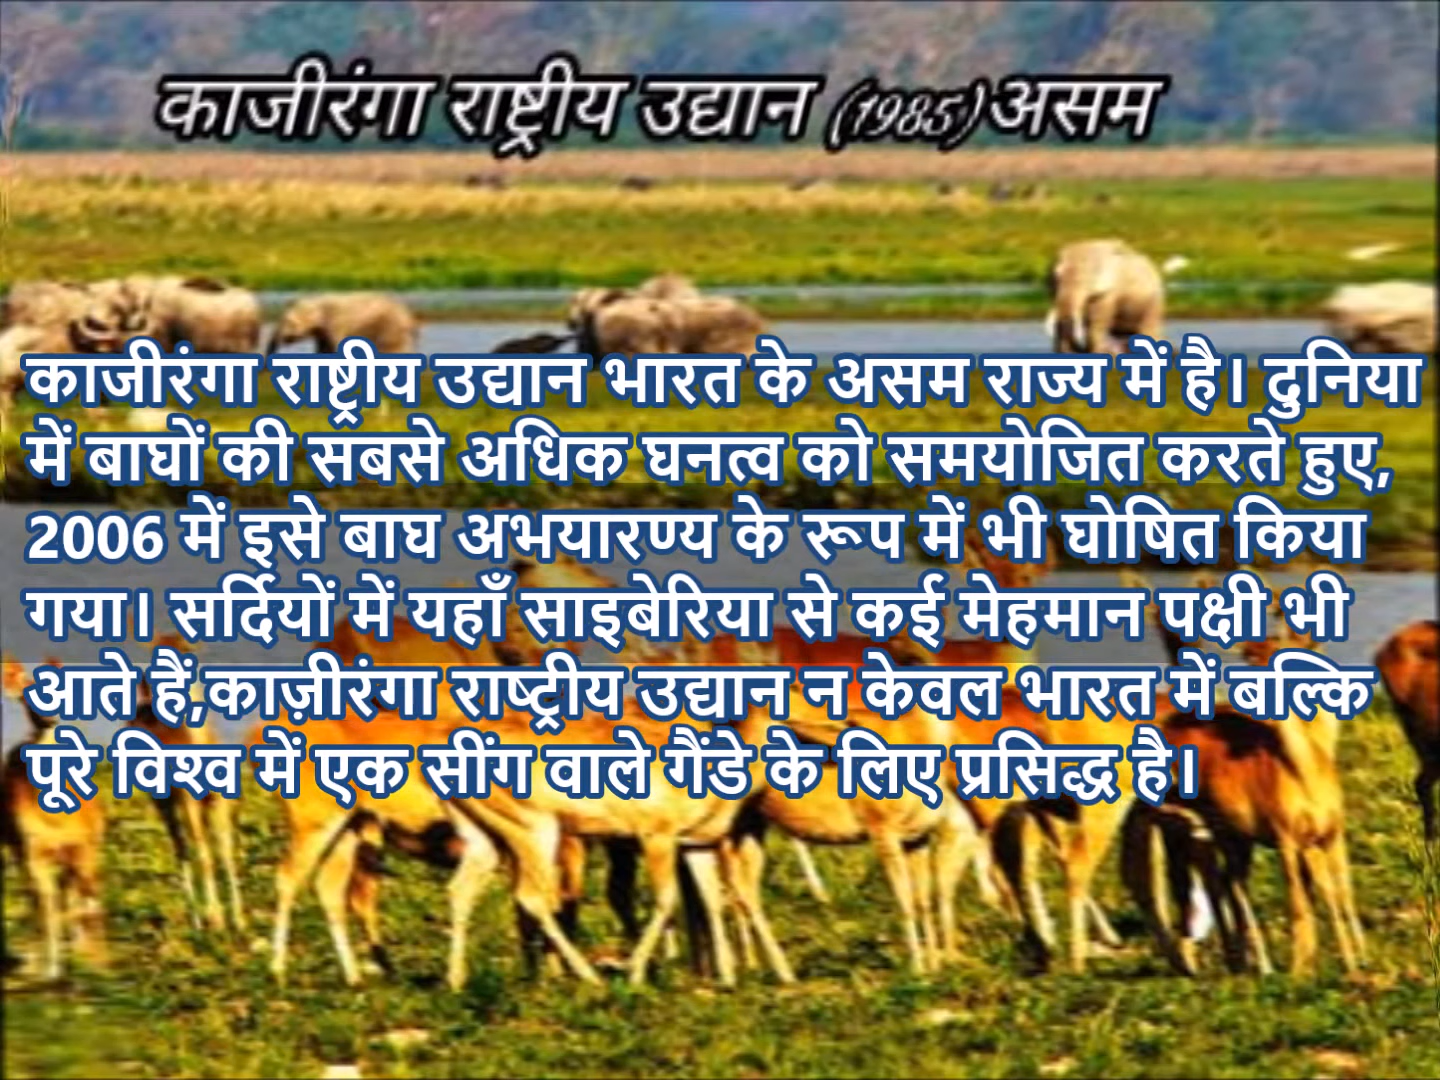 काजीरंगा राष्ट्रीय उद्यान (1985)असम
काजीरंगा राष्ट्रीय उद्यान भारत के असम राज्य में है। दुनिया
में बाघों की सबसे अधिक घनत्व को समयोजित करते हुए,
2006 में इसे बाघ अभयारण्य के रूप में भी घोषित किया
गया। सर्दियों में यहाँ साइबेरिया से कई मेहमान पक्षी भी
आते हैं,काज़ीरंगा राष्ट्रीय उद्यान न केवल भारत में बल्कि
पूरे विश्व में एक सींग वाले गैंडे के लिए प्रसिद्ध है।